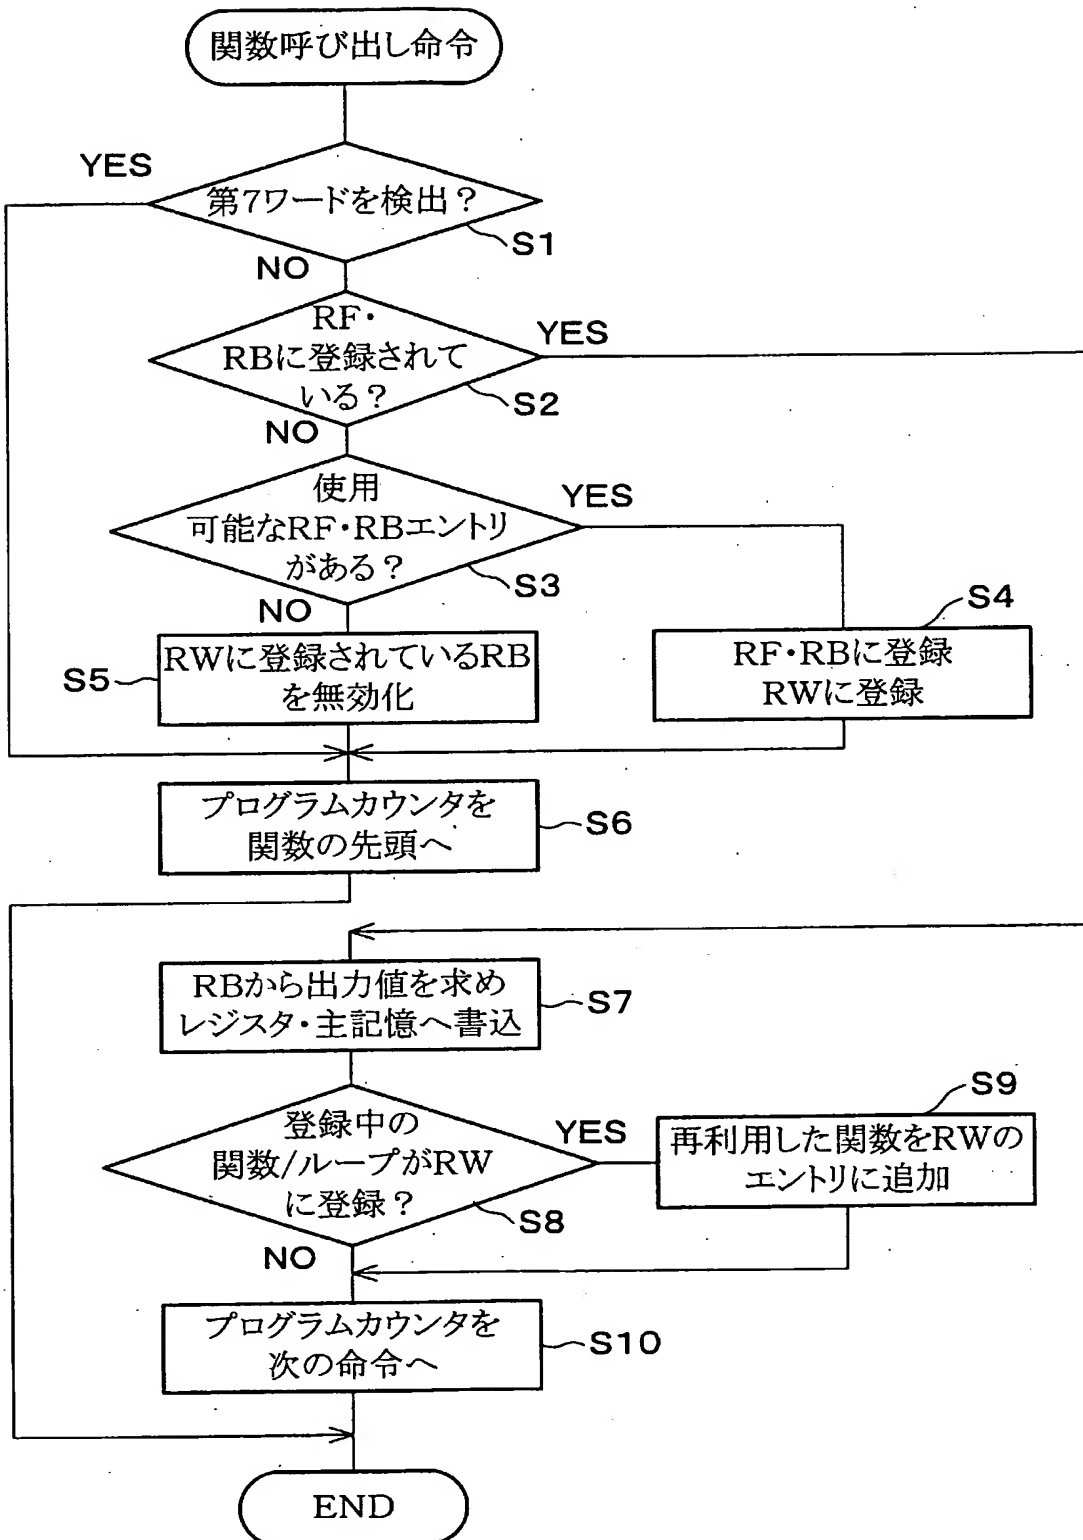 関数呼び出し命令
YES
第7ワードを検出?
S1
NO
RF・
RBに登録されて
いる?
YES
S2
NO
使用
可能なRF・RBエントリ
がある?
YES
S3
NO
S4
RF・RBに登録
RWに登録
S5
RWに登録されているRB
を無効化
プログラムカウンタを
関数の先頭へ
S6
RBから出力値を求め
レジスタ・主記憶へ書込
S7
登録中の
関数/ループがRW
に登録?
YES
S8
NO
S9
再利用した関数をRWの
エントリに追加
プログラムカウンタを
次の命令へ
S10
END